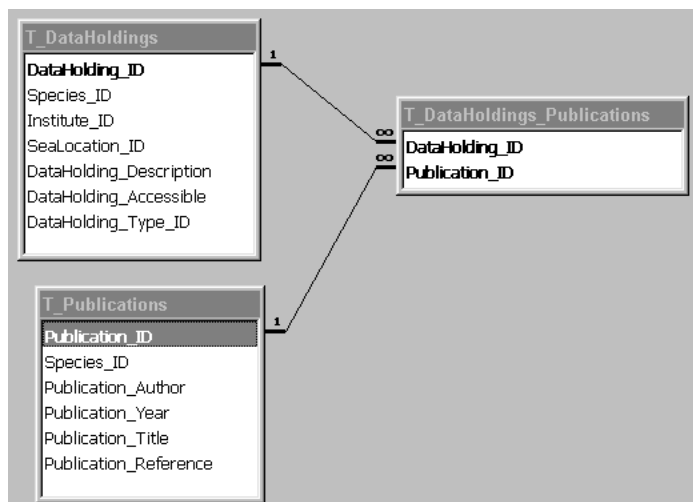 T_DataHoldings
DataHolding_ID
Species_ID
Institute_ID
SeaLocation_ID
DataHolding_Description
DataHolding_Accessible
DataHolding_Type_ID
1
T_DataHoldings_Publications
∞
DataHolding_ID
∞
Publication_ID
T_Publications
1
Publication_ID
Species_ID
Publication_Author
Publication_Year
Publication_Title
Publication_Reference